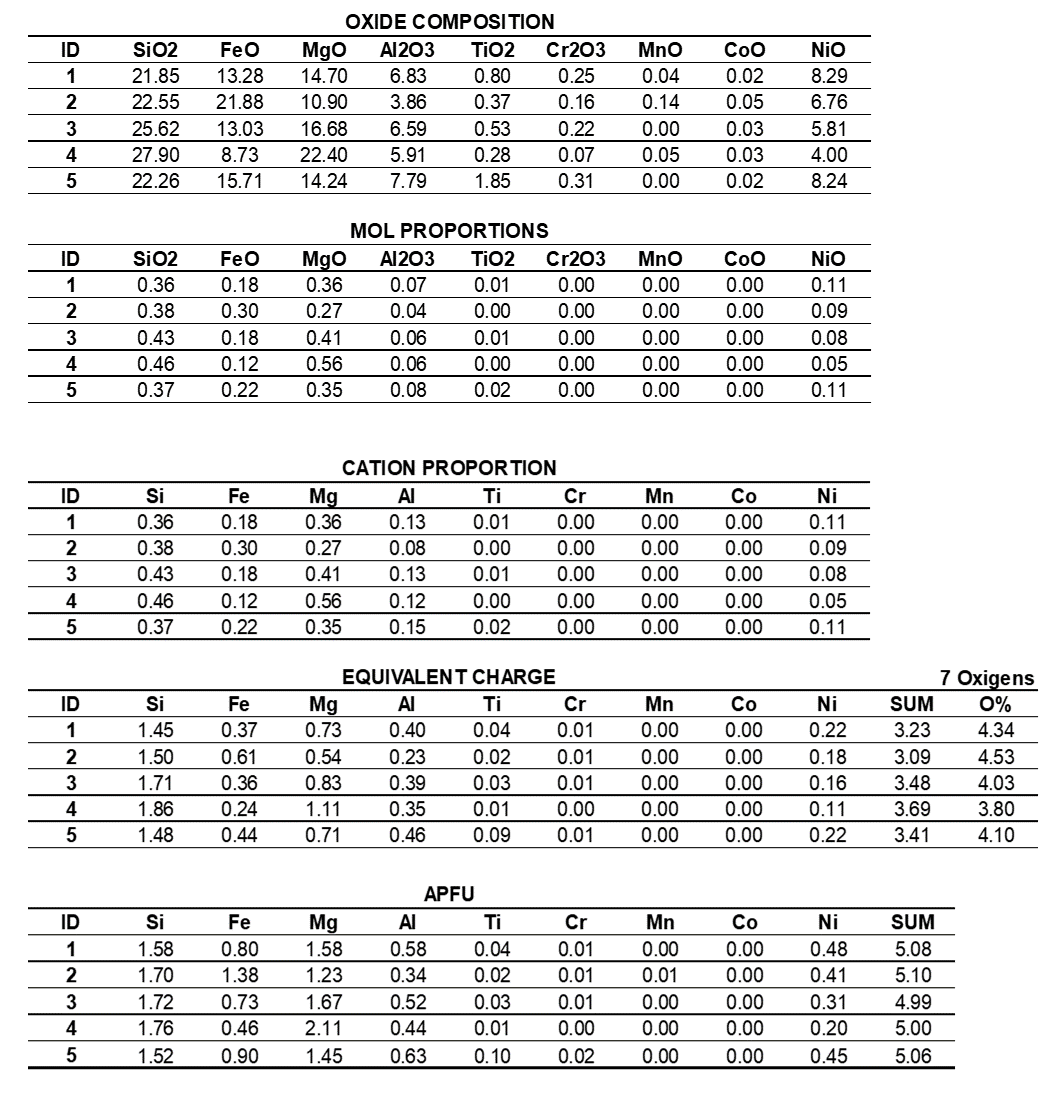 OXIDE COMPOSITION
ID SiO2 FeO MgO Al2O3 TiO2 Cr2O3 MnO CoO NiO
1 21.85 13.28 14.70 6.83 0.80 0.25 0.04 0.02 8.29
2 22.55 21.88 10.90 3.86 0.37 0.16 0.14 0.05 6.76
3 25.62 13.03 16.68 6.59 0.53 0.22 0.00 0.03 5.81
4 27.90 8.73 22.40 5.91 0.28 0.07 0.05 0.03 4.00
5 22.26 15.71 14.24 7.79 1.85 0.31 0.00 0.02 8.24
MOL PROPORTIONS
ID SiO2 FeO MgO Al2O3 TiO2 Cr2O3 MnO CoO NiO
1 0.36 0.18 0.36 0.07 0.01 0.00 0.00 0.00 0.11
2 0.38 0.30 0.27 0.04 0.00 0.00 0.00 0.00 0.09
3 0.43 0.18 0.41 0.06 0.01 0.00 0.00 0.00 0.08
4 0.46 0.12 0.56 0.06 0.00 0.00 0.00 0.00 0.05
5 0.37 0.22 0.35 0.08 0.02 0.00 0.00 0.00 0.11
CATION PROPORTION
ID Si Fe Mg Al Ti Cr Mn Co Ni
1 0.36 0.18 0.36 0.13 0.01 0.00 0.00 0.00 0.11
2 0.38 0.30 0.27 0.08 0.00 0.00 0.00 0.00 0.09
3 0.43 0.18 0.41 0.13 0.01 0.00 0.00 0.00 0.08
4 0.46 0.12 0.56 0.12 0.00 0.00 0.00 0.00 0.05
5 0.37 0.22 0.35 0.15 0.02 0.00 0.00 0.00 0.11
EQUIVALENT CHARGE 7 Oxigens
ID Si Fe Mg Al Ti Cr Mn Co Ni SUM O%
1 1.45 0.37 0.73 0.40 0.04 0.01 0.00 0.00 0.22 3.23 4.34
2 1.50 0.61 0.54 0.23 0.02 0.01 0.00 0.00 0.18 3.09 4.53
3 1.71 0.36 0.83 0.39 0.03 0.01 0.00 0.00 0.16 3.48 4.03
4 1.86 0.24 1.11 0.35 0.01 0.00 0.00 0.00 0.11 3.69 3.80
5 1.48 0.44 0.71 0.46 0.09 0.01 0.00 0.00 0.22 3.41 4.10
APFU
ID Si Fe Mg Al Ti Cr Mn Co Ni SUM
1 1.58 0.80 1.58 0.58 0.04 0.01 0.00 0.00 0.48 5.08
2 1.70 1.38 1.23 0.34 0.02 0.01 0.01 0.00 0.41 5.10
3 1.72 0.73 1.67 0.52 0.03 0.01 0.00 0.00 0.31 4.99
4 1.76 0.46 2.11 0.44 0.01 0.00 0.00 0.00 0.20 5.00
5 1.52 0.90 1.45 0.63 0.10 0.02 0.00 0.00 0.45 5.06